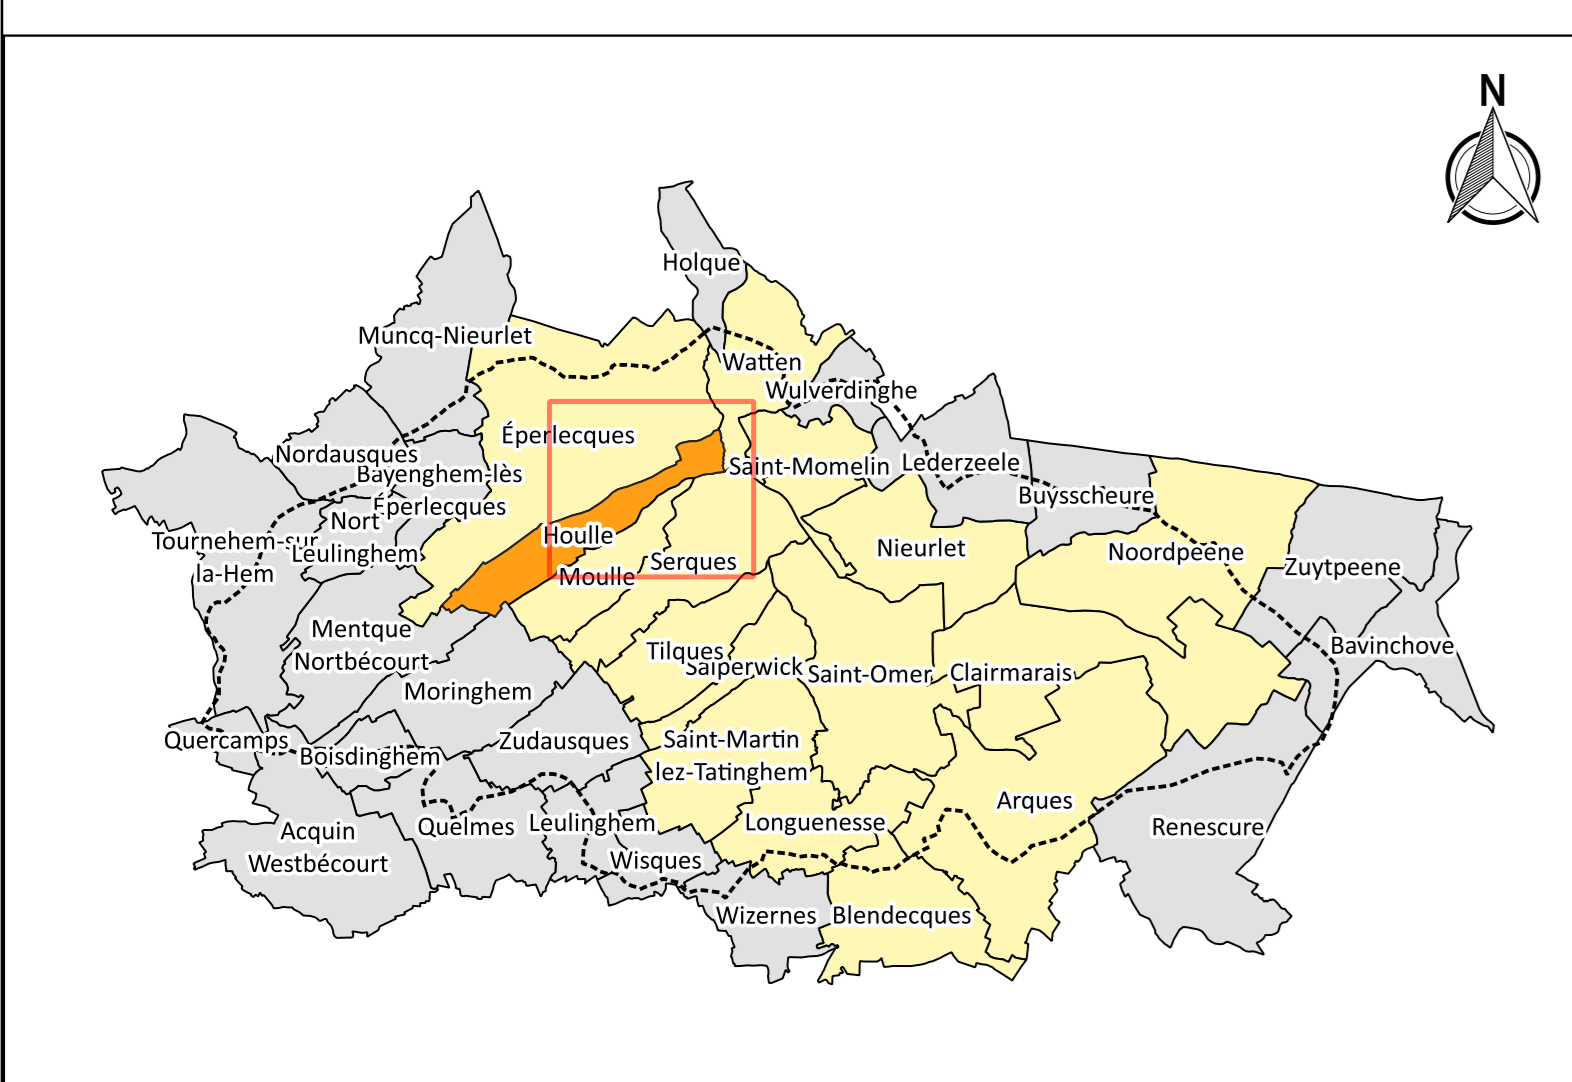 N
Holque
Muncq-Nieurlet
Watten
Wulverdinghe
Éperlecques
Nordausques
Bayenghem-lès
Éperlecques
Saint-Momelin
Lederzeele
Buysscheure
Nort
Leulinghem
Tournehem-sur
la-Hem
Houlle
Moulle
Serques
Nieurlet
Noordpeene
Zuytpeene
Mentque
Nortbécourt
Bavinchove
Tilques
Salperwick
Saint-Omer
Clairmarais
Moringhem
Quercamps
Boisdinghem
Zudausques
Saint-Martin
lez-Tatinghem
Arques
Acquin
Westbécourt
Quelmes
Leulinghem
Longuenesse
Renescure
Wisques
Wizernes
Blendecques